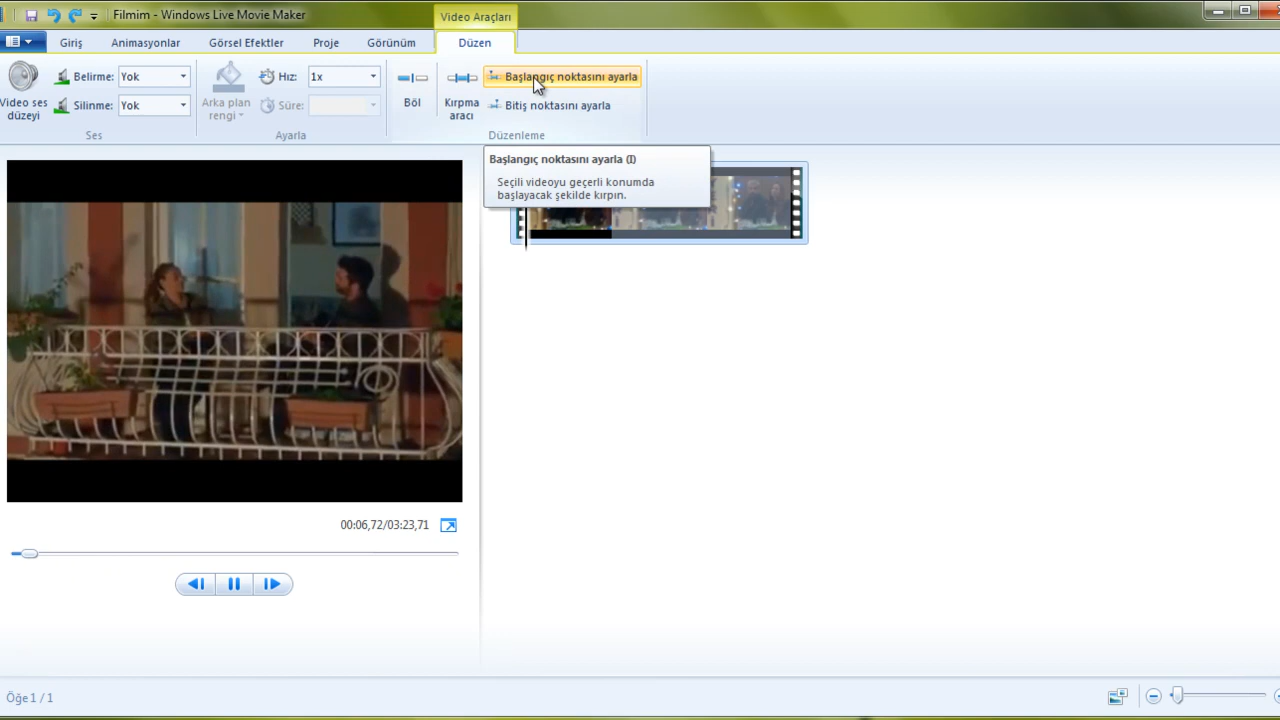 Filmim - Windows Live Movie Maker
Video Araçları
Giriş
Animasyonlar
Görsel Efektler
Proje
Görünüm
Düzen
Video ses
düzeyi
Belirme: Yok
Silinme: Yok
Ses
Arka plan
rengi
Hız: 1x
Süre:
Ayarla
Böl
Kırpma
aracı
Başlangıç noktasını ayarla
Bitiş noktasını ayarla
Düzenleme
Başlangıç noktasını ayarla (I)
Seçili videoyu geçerli konumda
başlayacak şekilde kırpın.
00:06,72/03:23,71
Öğe 1 / 1